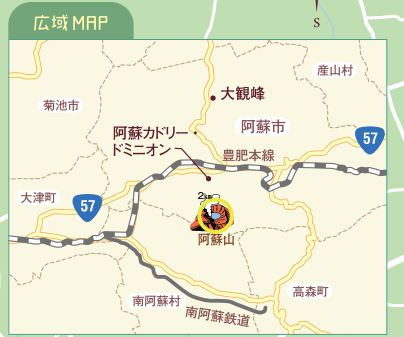 S
広域MAP
産山村
大観峰
菊池市
阿蘇カドリー
ドミニオン
阿蘇市
57
豊肥本線
大津町
57
阿蘇山
南阿蘇村
高森町
南阿蘇鉄道